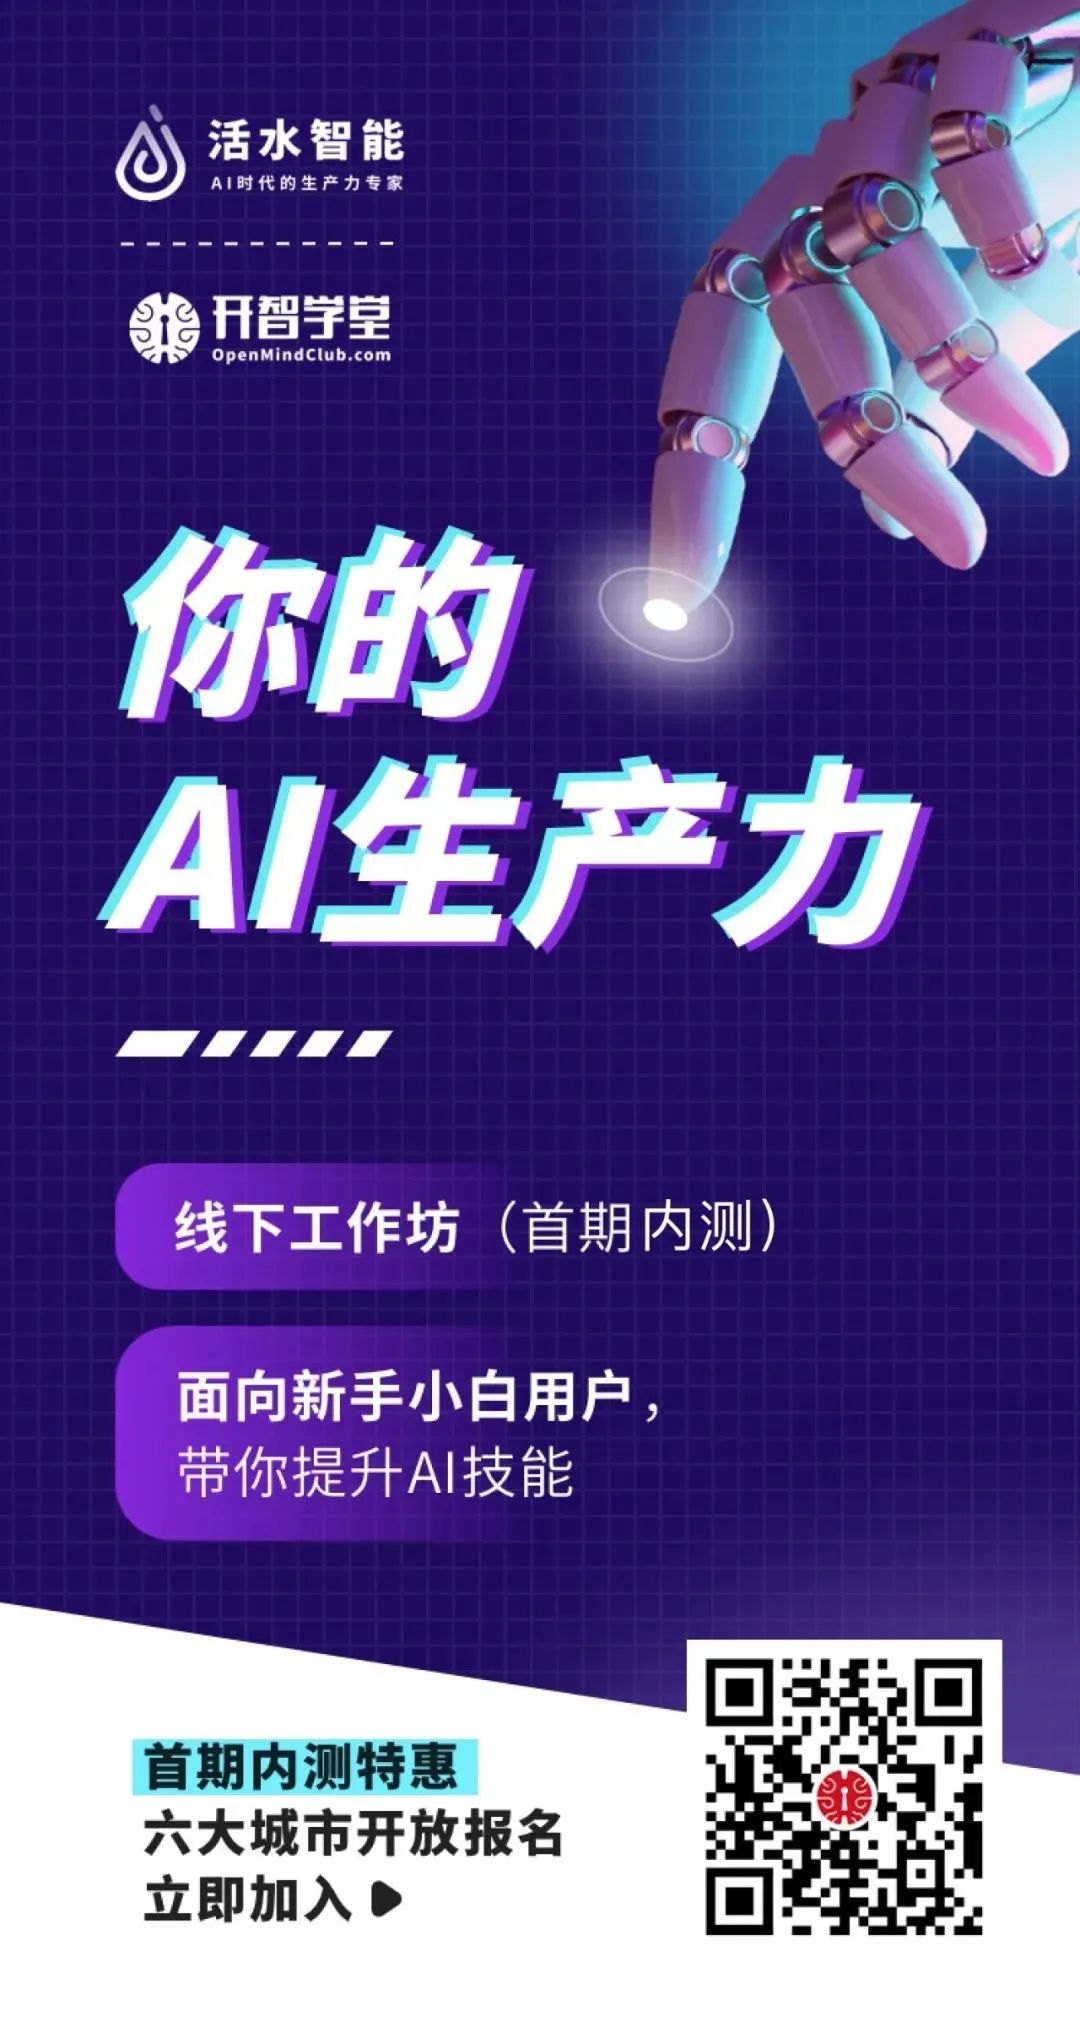 活水智能
AI时代的生产力专家
开智学堂
OpenMindClub.com
你的
AI生产力
线下工作坊（首期内测）
面向新手小白用户，
带你提升AI技能
首期内测特惠
六大城市开放报名
立即加入